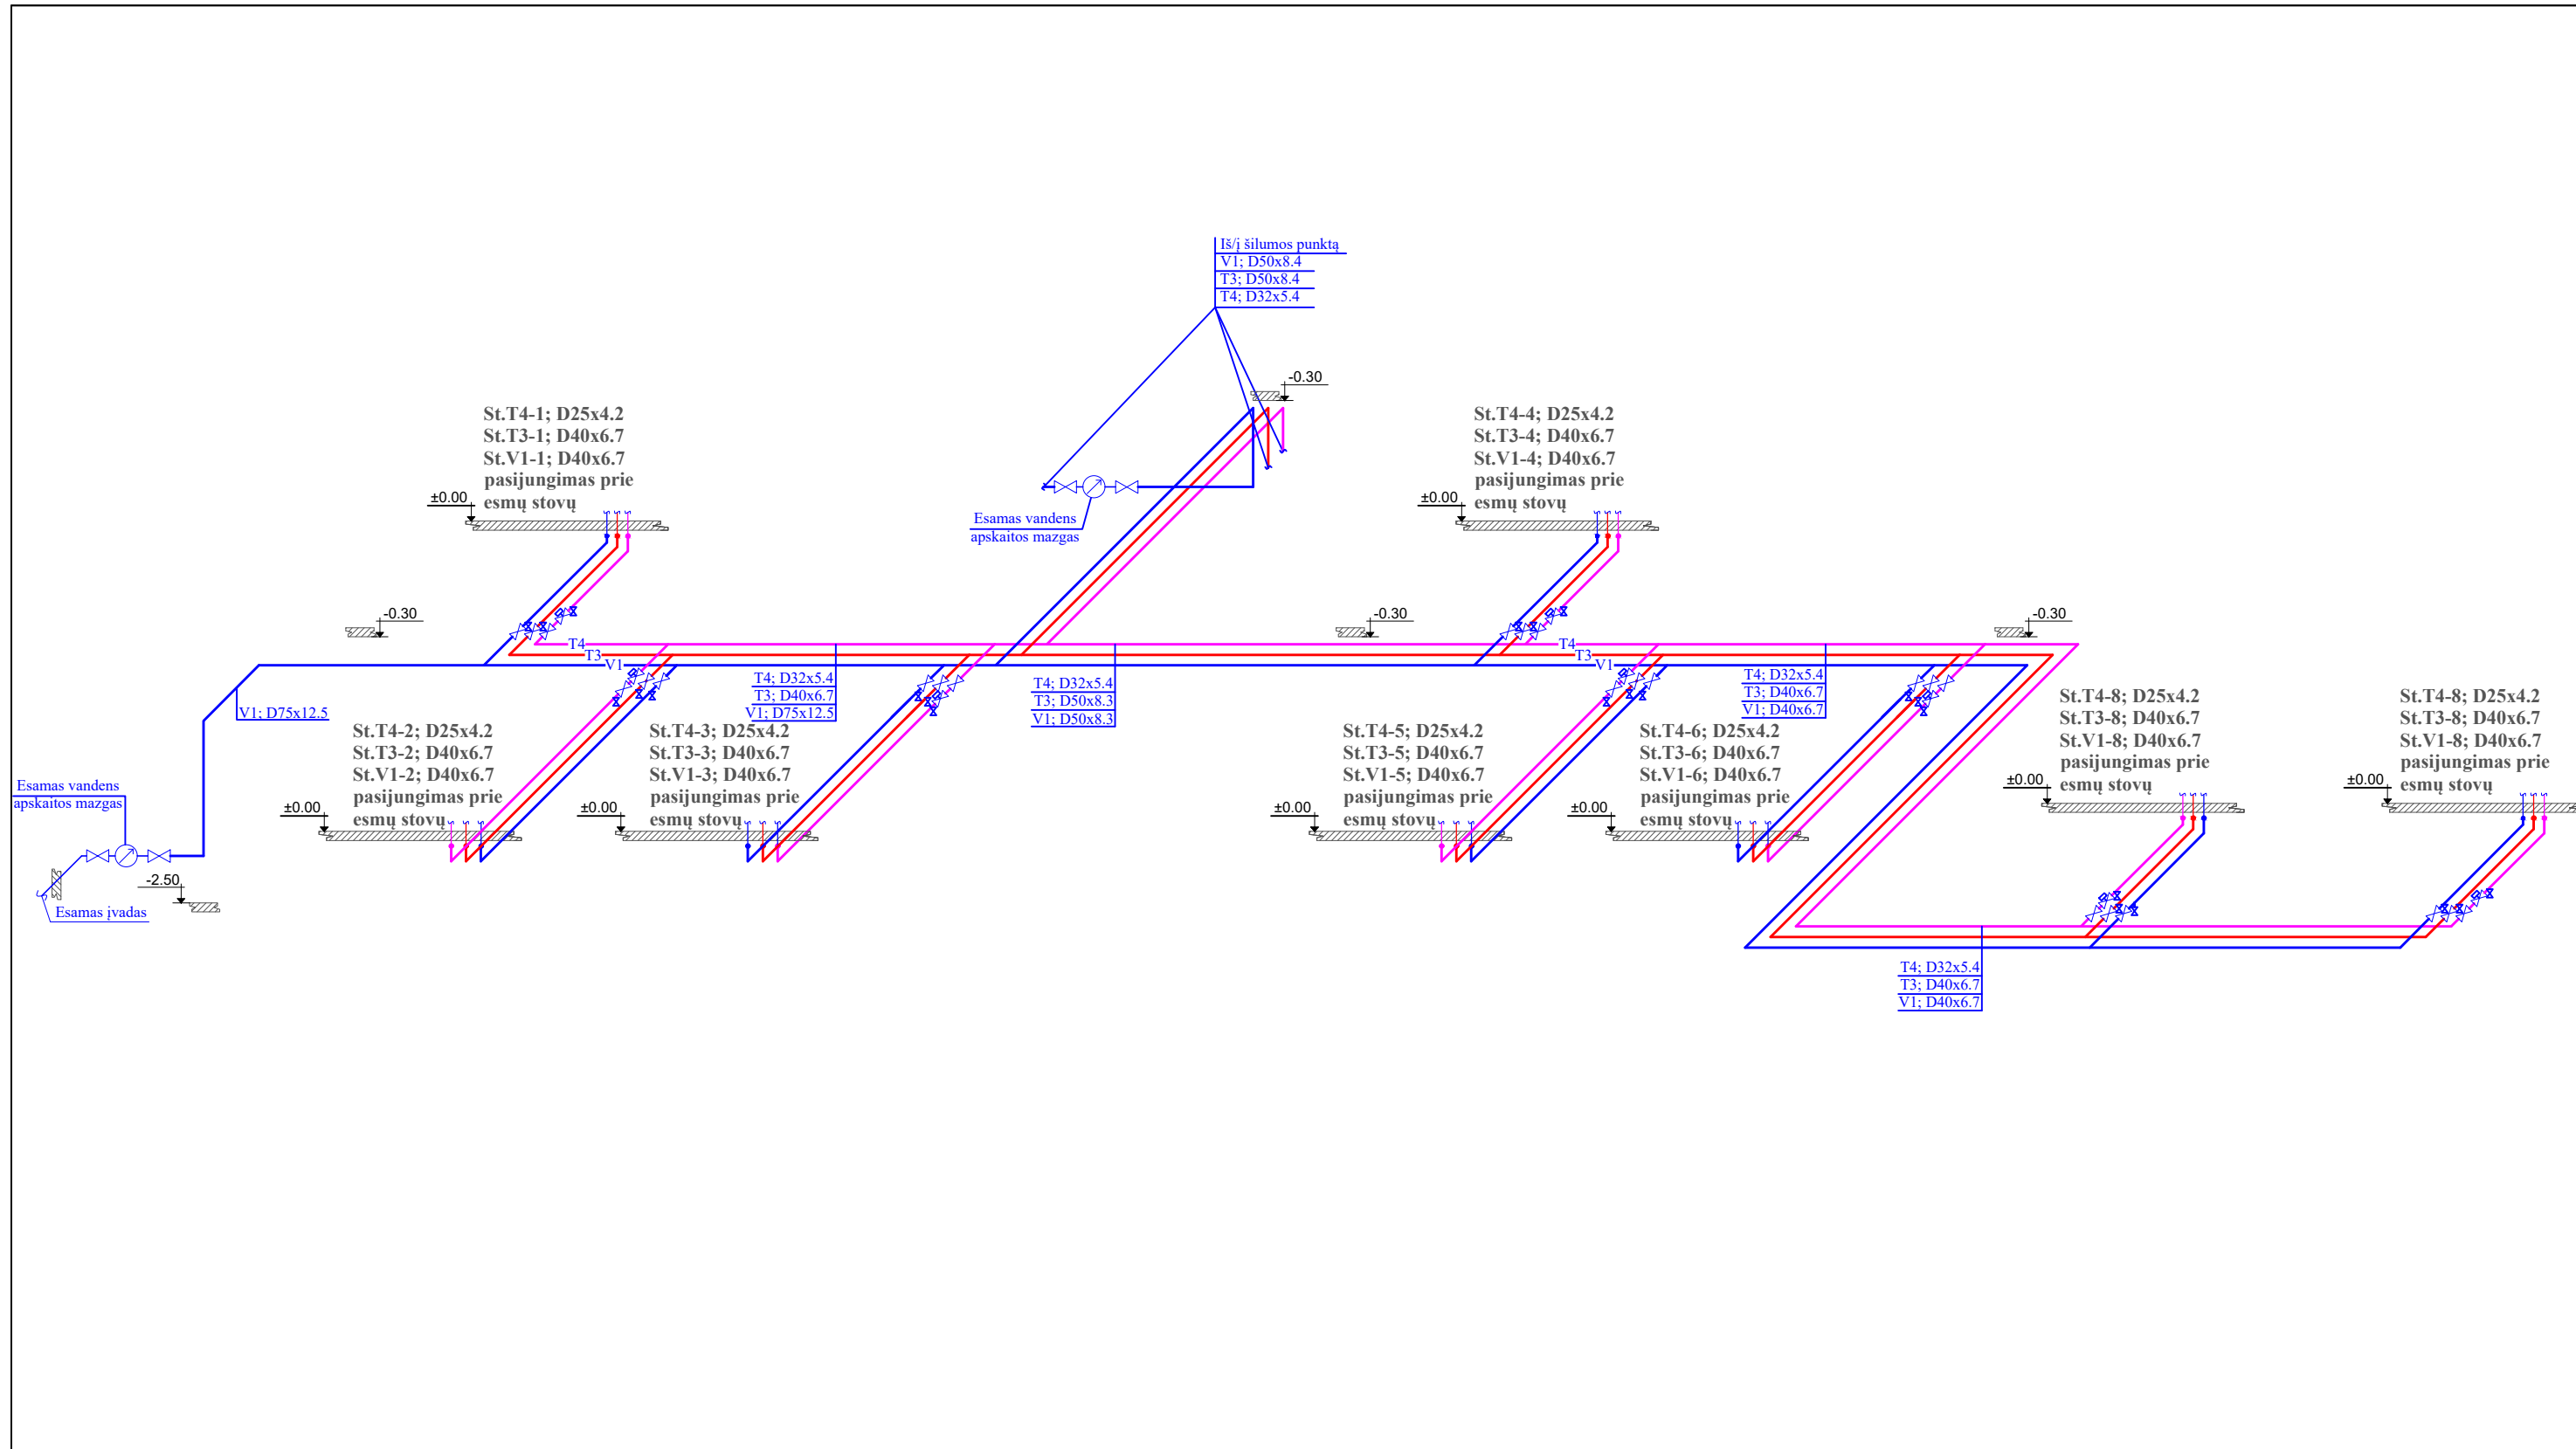 Iš/į šilumos punktą
V1; D50x8.4
T3; D50x8.4
T4; D32x5.4
-0.30
St.T4-1; D25x4.2
St.T3-1; D40x6.7
St.V1-1; D40x6.7
pasijungimas prie
esmų stovų
±0.00
Esamas vandens
apskaitos mazgas
St.T4-4; D25x4.2
St.T3-4; D40x6.7
St.V1-4; D40x6.7
pasijungimas prie
esmų stovų
±0.00
-0.30
-0.30
-0.30
T4
T3
V1
T4
T3
V1
V1; D75x12.5
T4; D32x5.4
T3; D40x6.7
V1; D75x12.5
T4; D32x5.4
T3; D50x8.3
V1; D50x8.3
T4; D32x5.4
T3; D40x6.7
V1; D40x6.7
St.T4-2; D25x4.2
St.T3-2; D40x6.7
St.V1-2; D40x6.7
pasijungimas prie
esmų stovų
±0.00
St.T4-3; D25x4.2
St.T3-3; D40x6.7
St.V1-3; D40x6.7
pasijungimas prie
esmų stovų
±0.00
St.T4-5; D25x4.2
St.T3-5; D40x6.7
St.V1-5; D40x6.7
pasijungimas prie
esmų stovų
±0.00
St.T4-6; D25x4.2
St.T3-6; D40x6.7
St.V1-6; D40x6.7
pasijungimas prie
esmų stovų
±0.00
St.T4-8; D25x4.2
St.T3-8; D40x6.7
St.V1-8; D40x6.7
pasijungimas prie
esmų stovų
±0.00
St.T4-8; D25x4.2
St.T3-8; D40x6.7
St.V1-8; D40x6.7
pasijungimas prie
esmų stovų
±0.00
Esamas vandens
apskaitos mazgas
-2.50
Esamas įvadas
T4; D32x5.4
T3; D40x6.7
V1; D40x6.7